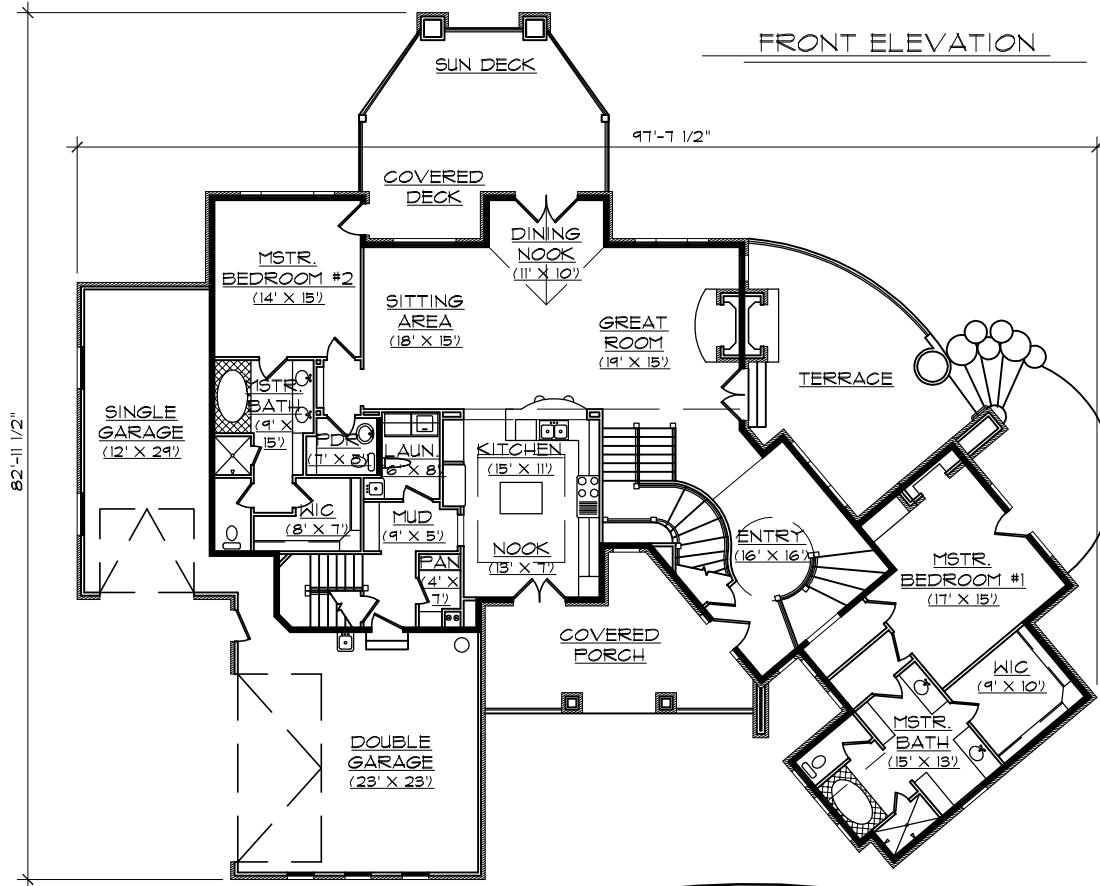 FRONT ELEVATION
SUN DECK
97'-7 1/2"
COVERED
DECK
DINING
NOOK
(11' X 10')
MSTR.
BEDROOM #2
(14' X 15')
SITTING
AREA
(18' X 15')
GREAT
ROOM
(19' X 15')
TERRACE
82'-11 1/2"
SINGLE
GARAGE
(12' X 29')
MSTR.
BATH
(9' X
15')
PDR.
(7' X 5')
LAUN.
(6' X 8')
KITCHEN
(15' X 11')
WIC
(8' X 7')
MUD
(9' X 5')
NOOK
(13' X 7')
PAN
(4' X
7')
ENTRY
(16' X 16')
MSTR.
BEDROOM #1
(17' X 15')
COVERED
PORCH
WIC
(9' X 10')
MSTR.
BATH
(15' X 13')
DOUBLE
GARAGE
(23' X 23')